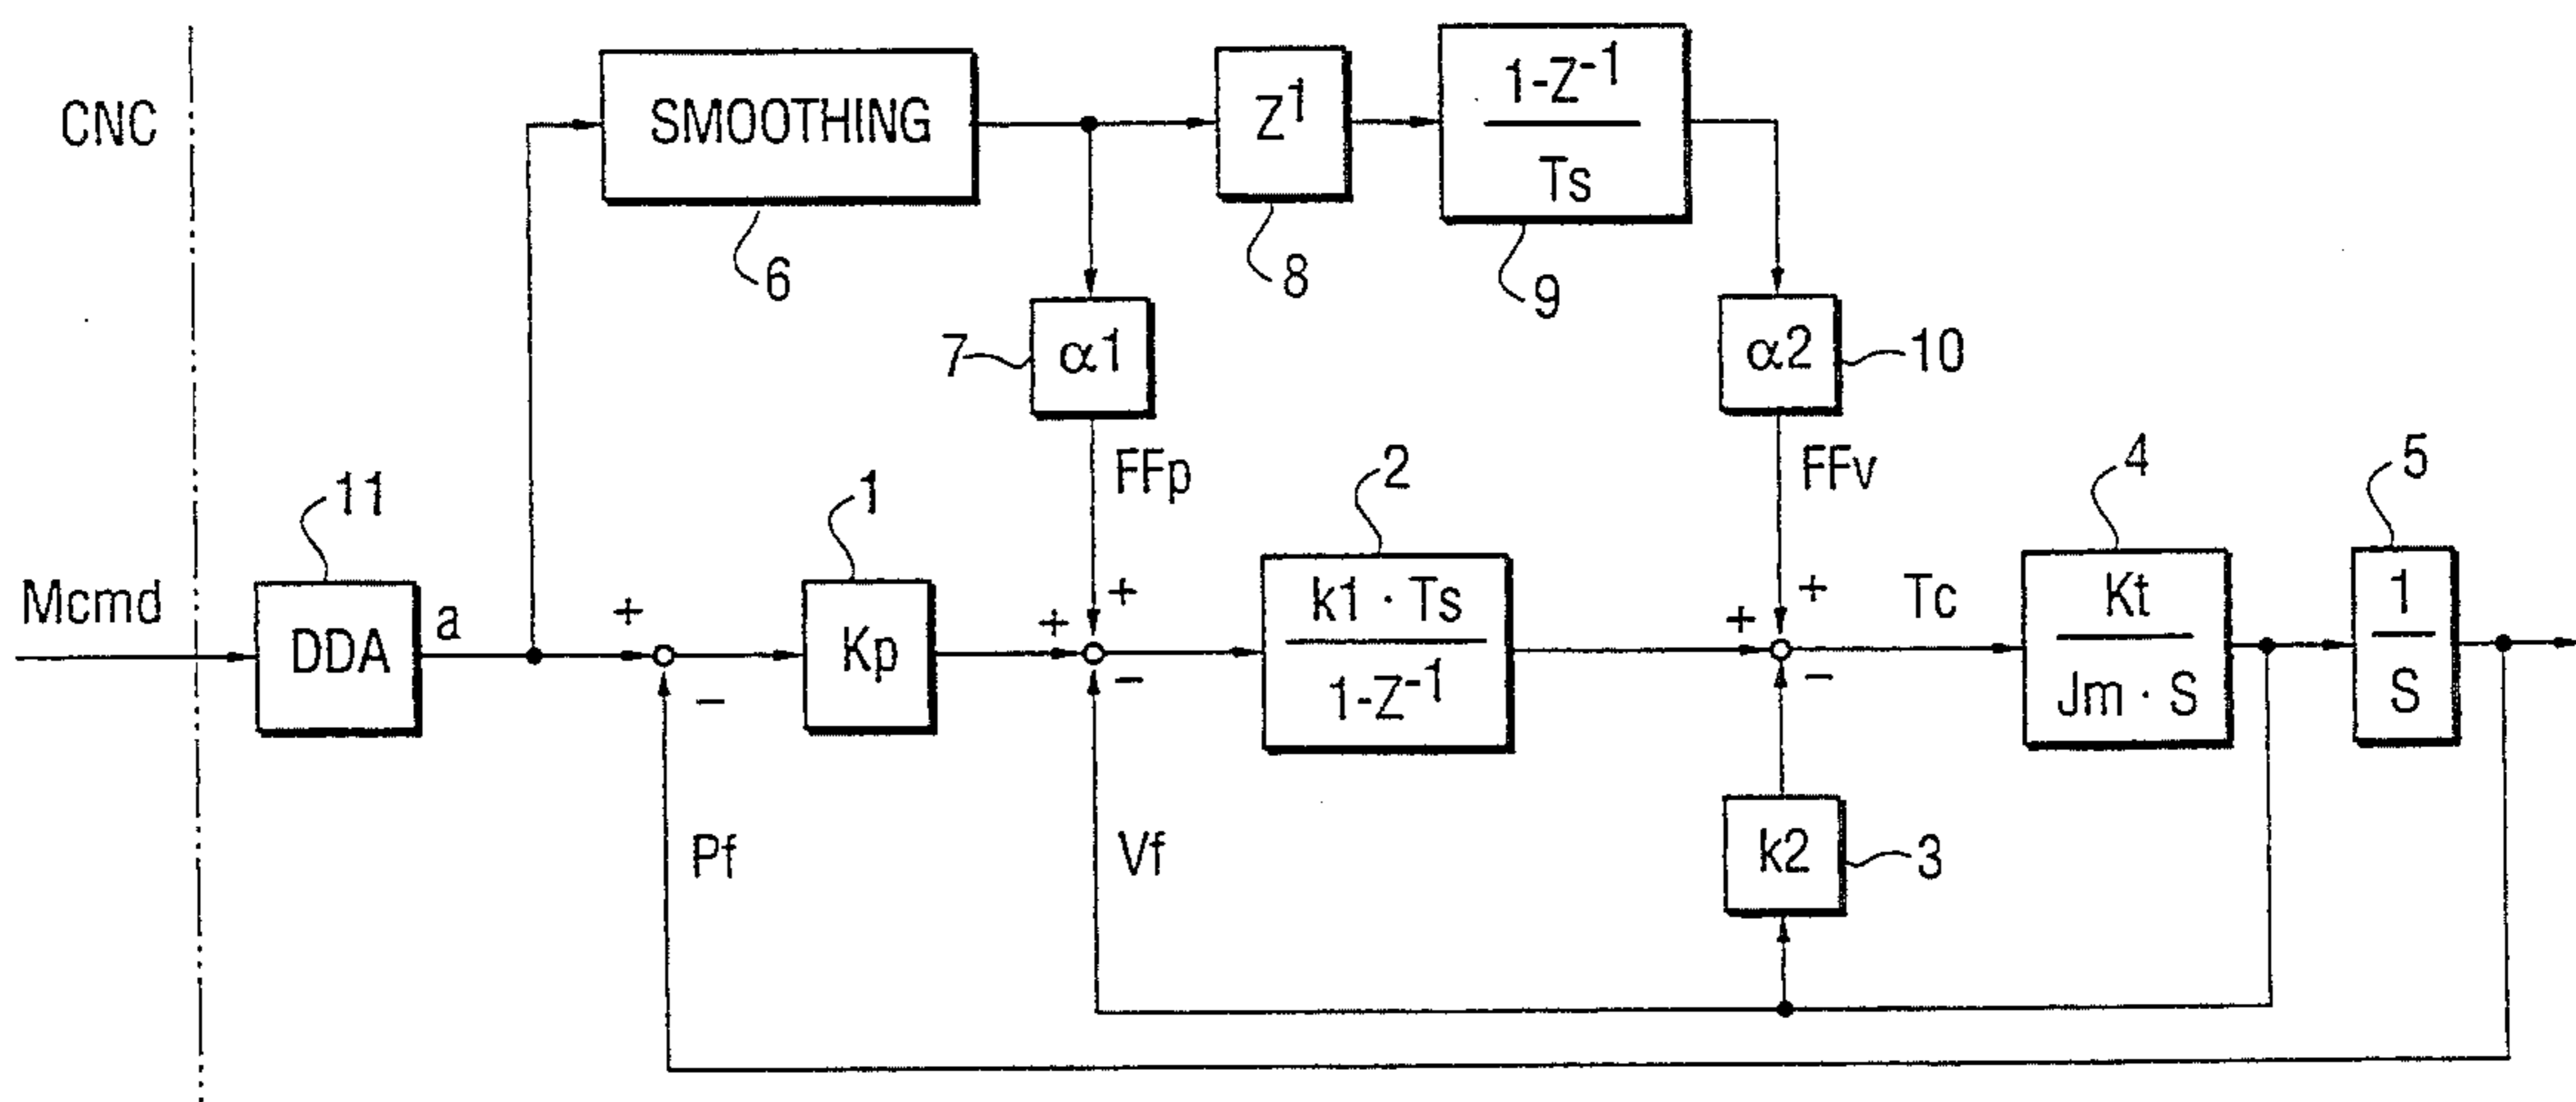 CNC
SMOOTHING
6
Z1
8
1-Z-1
Ts
9
7
α1
α2
10
FFp
FFv
Mcmd
11
DDA
a
+
-
1
Kp
+
+
-
2
k1 · Ts
1-Z-1
+
+
-
Tc
4
Kt
Jm · S
5
1
S
Pf
Vf
k2
3